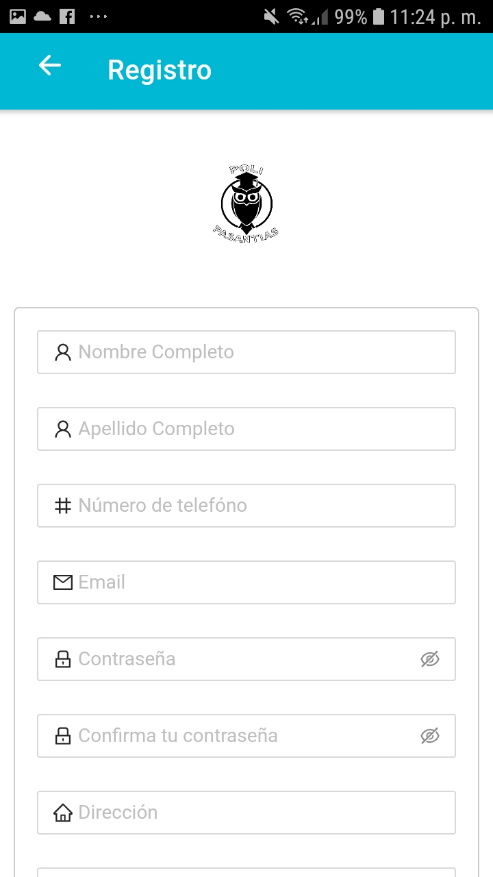 99% 11:24 p. m.
Registro
POLI
PASANTIAS
Nombre Completo
Apellido Completo
Número de telefóno
Email
Contraseña
Confirma tu contraseña
Dirección